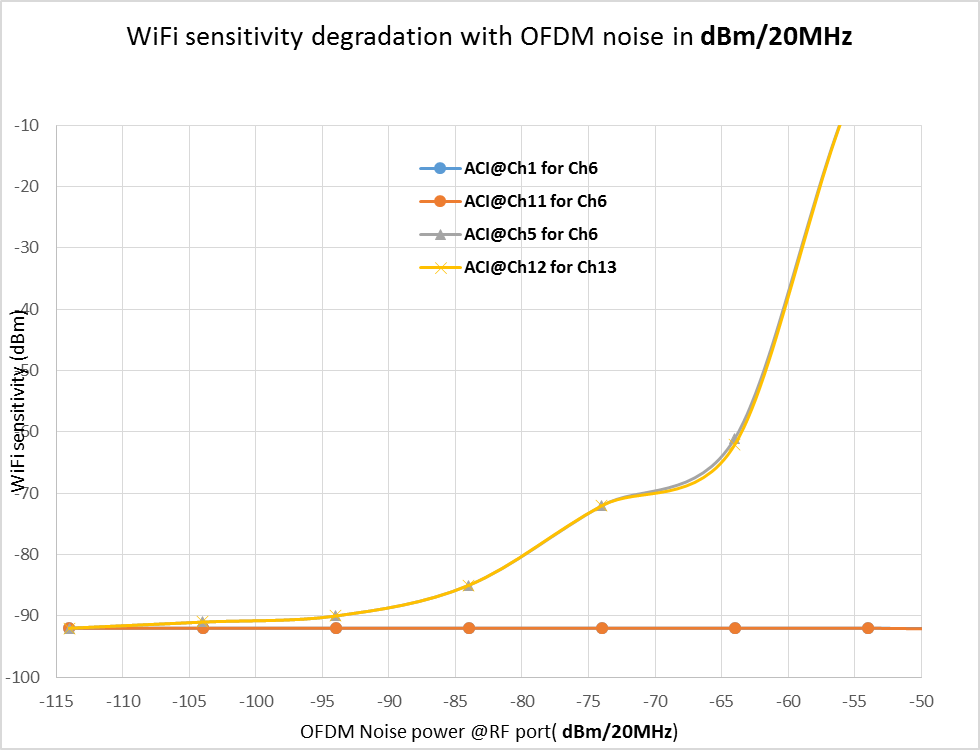 WiFi sensitivity degradation with OFDM noise in dBm/20MHz
-10
-20
-30
-40
-50
-60
-70
-80
-90
-100
WiFi sensitivity (dBm)
ACI@Ch1 for Ch6
ACI@Ch11 for Ch6
ACI@Ch5 for Ch6
ACI@Ch12 for Ch13
-115 -110 -105 -100 -95 -90 -85 -80 -75 -70 -65 -60 -55 -50
OFDM Noise power @RF port( dBm/20MHz)